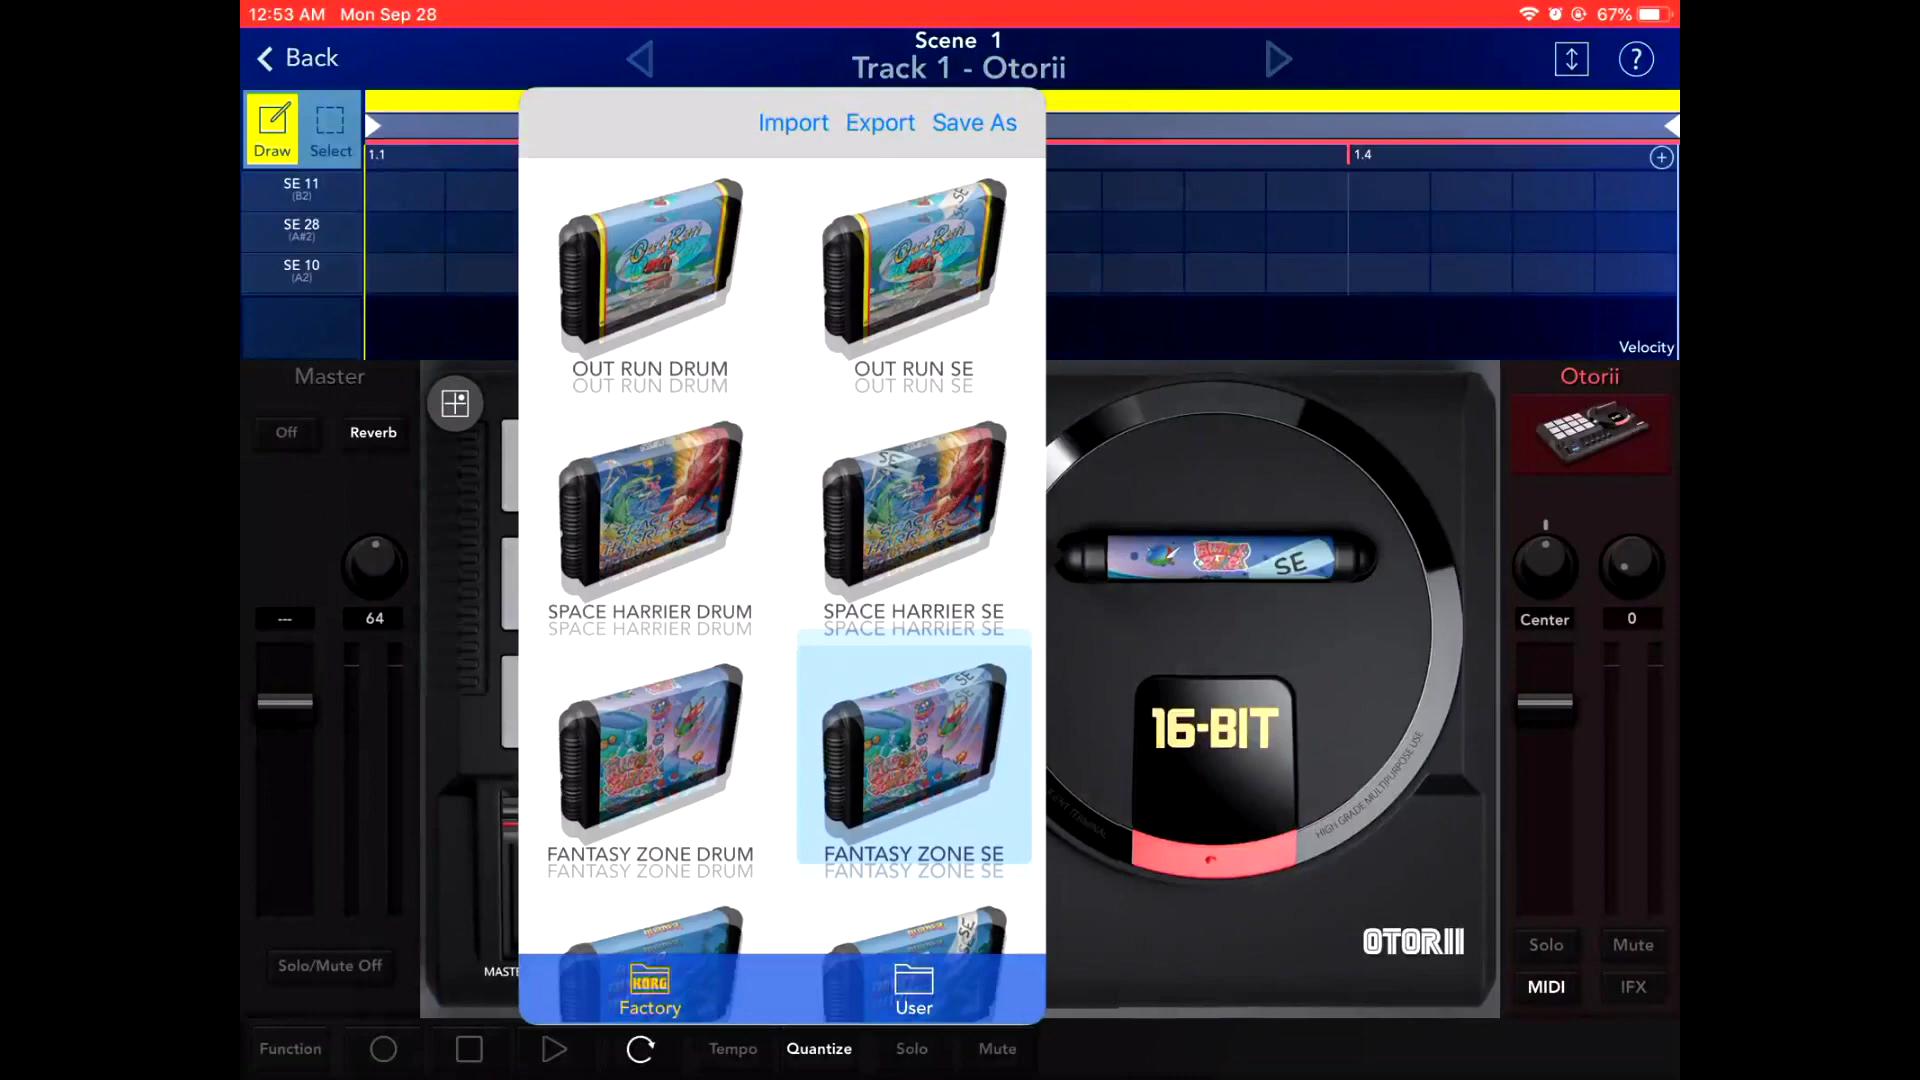 12:53 AM Mon Sep 28
67%
Back
Scene 1
Track 1 - Otorii
?
Draw
Select
Import Export Save As
1.1
1.4
SE 11
(B2)
SE 28
(A#2)
SE 10
(A2)
Velocity
OUT RUN DRUM
OUT RUN DRUM
OUT RUN SE
OUT RUN SE
SPACE HARRIER DRUM
SPACE HARRIER DRUM
SPACE HARRIER SE
SPACE HARRIER SE
FANTASY ZONE DRUM
FANTASY ZONE DRUM
FANTASY ZONE SE
FANTASY ZONE SE
KORG
Factory
User
Master
Off
Reverb
---
64
Solo/Mute Off
SE
16-BIT
HIGH GRADE MULTIPURPOSE USE
OTORII
Otorii
Center
0
Solo
Mute
MIDI
IFX
Function
Tempo
Quantize
Solo
Mute